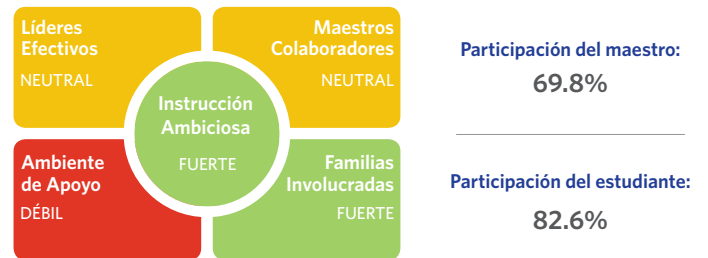 Líderes
Efectivos
NEUTRAL
Maestros
Colaboradores
NEUTRAL
Instrucción
Ambiciosa
FUERTE
Ambiente
de Apoyo
DÉBIL
Familias
Involucradas
FUERTE
Participación del maestro:
69.8%
Participación del estudiante:
82.6%